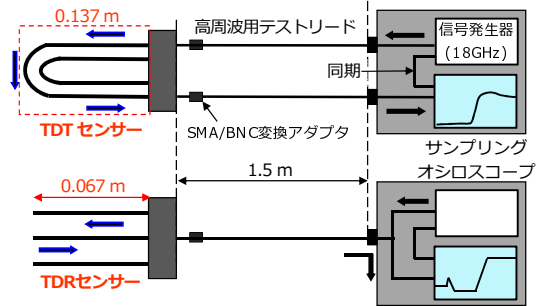 0.137 m
高周波用テストリード
信号発生器
(18GHz)
同期
TDT センサー
SMA/BNC変換アダプタ
サンプリング
オシロスコープ
1.5 m
0.067 m
TDRセンサー